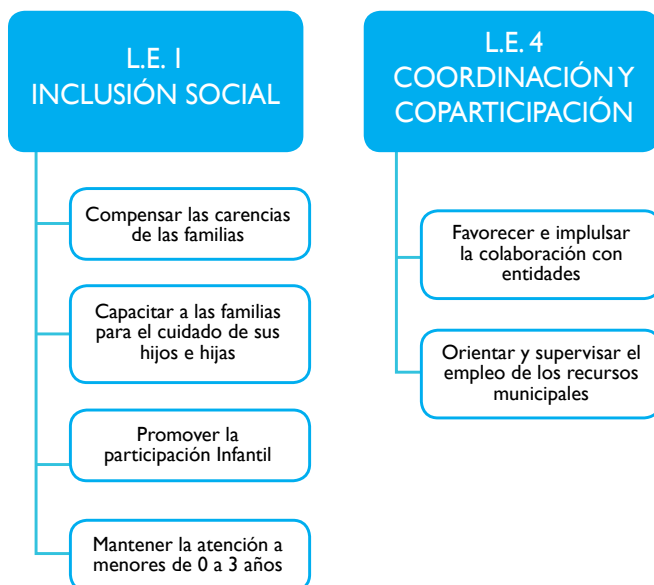 L.E. I
INCLUSIÓN SOCIAL
Compensar las carencias
de las familias
Capacitar a las familias
para el cuidado de sus
hijos e hijas
Promover la
participación Infantil
Mantener la atención a
menores de 0 a 3 años
L.E. 4
COORDINACIÓN Y
COPARTICIPACIÓN
Favorecer e implulsar
la colaboración con
entidades
Orientar y supervisar el
empleo de los recursos
municipales